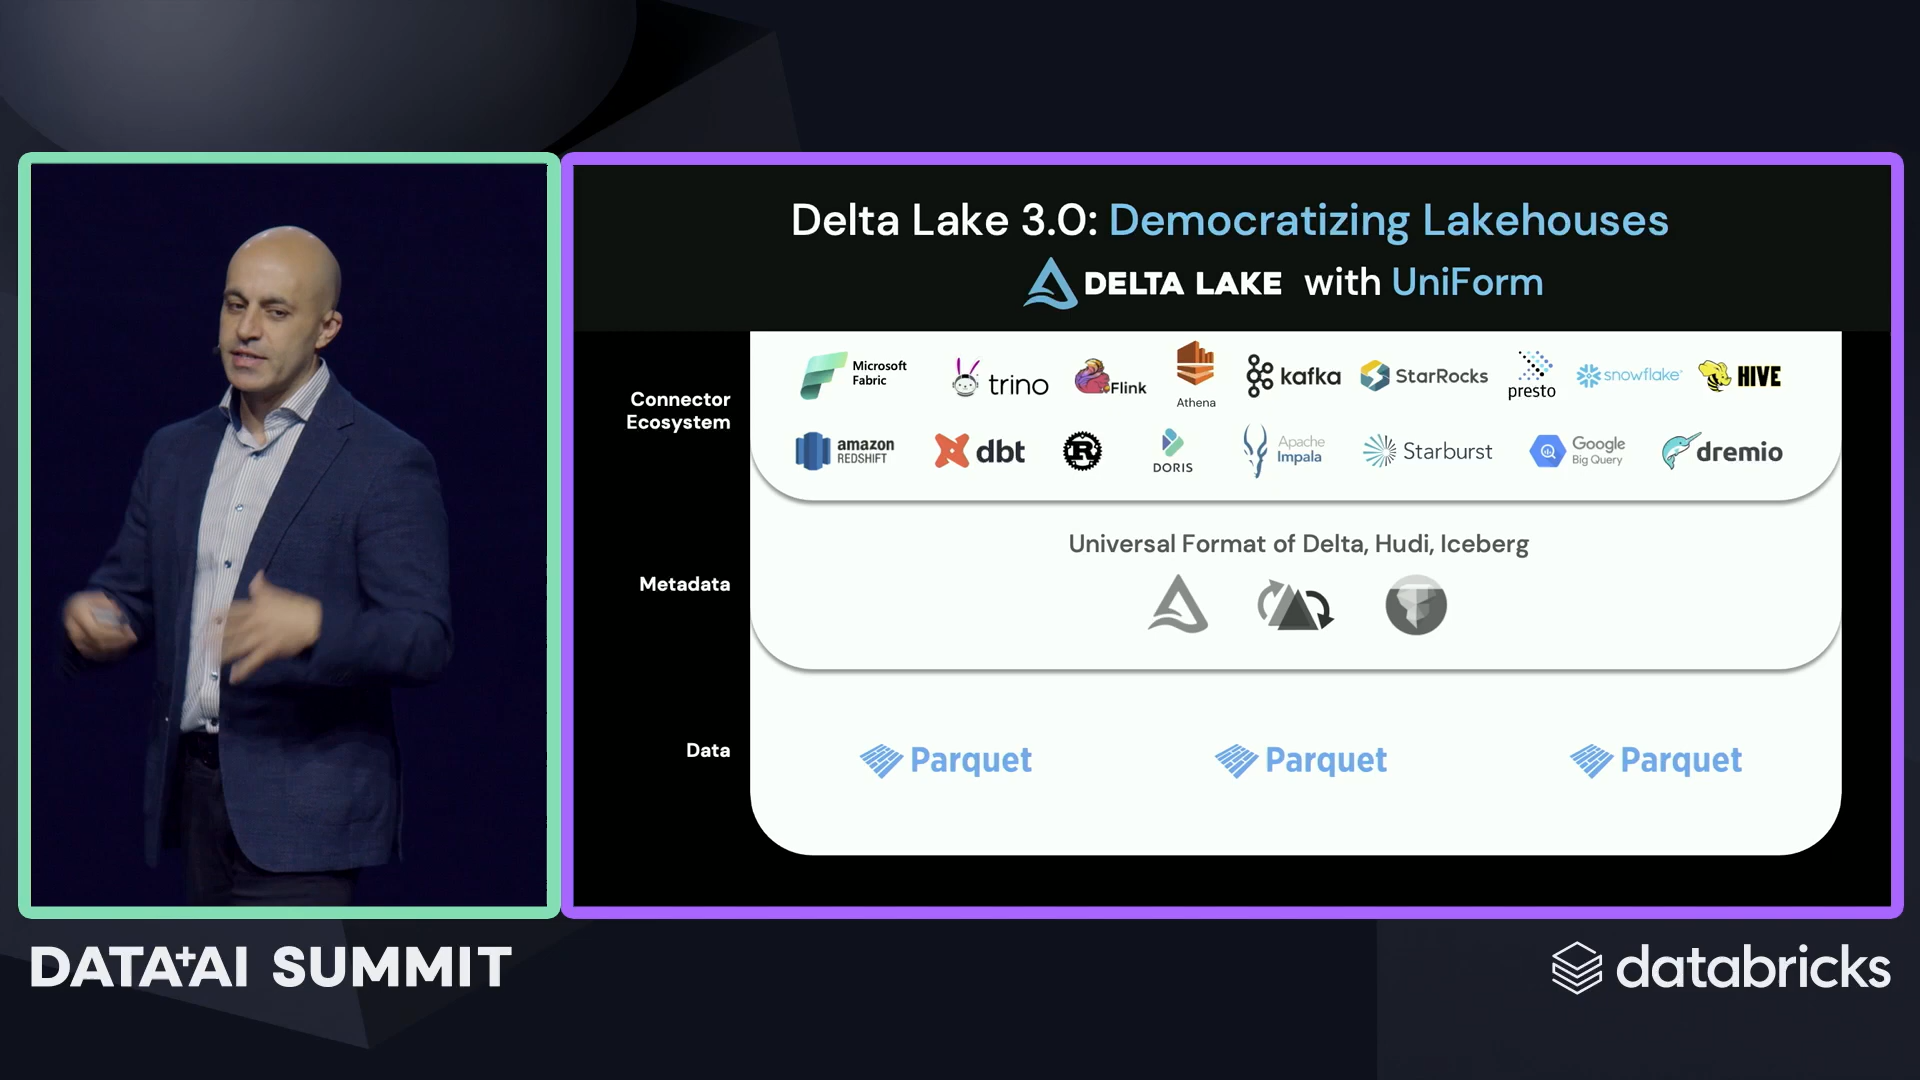 Delta Lake 3.0: Democratizing Lakehouses
DELTA LAKE with UniForm
Connector
Ecosystem
Microsoft
Fabric
trino
Flink
Athena
kafka
StarRocks
presto
snowflake
HIVE
amazon
REDSHIFT
dbt
R
DORIS
Apache
Impala
Starburst
Google
Big Query
dremio
Metadata
Universal Format of Delta, Hudi, Iceberg
Data
Parquet
Parquet
Parquet
DATA+AI SUMMIT
databricks